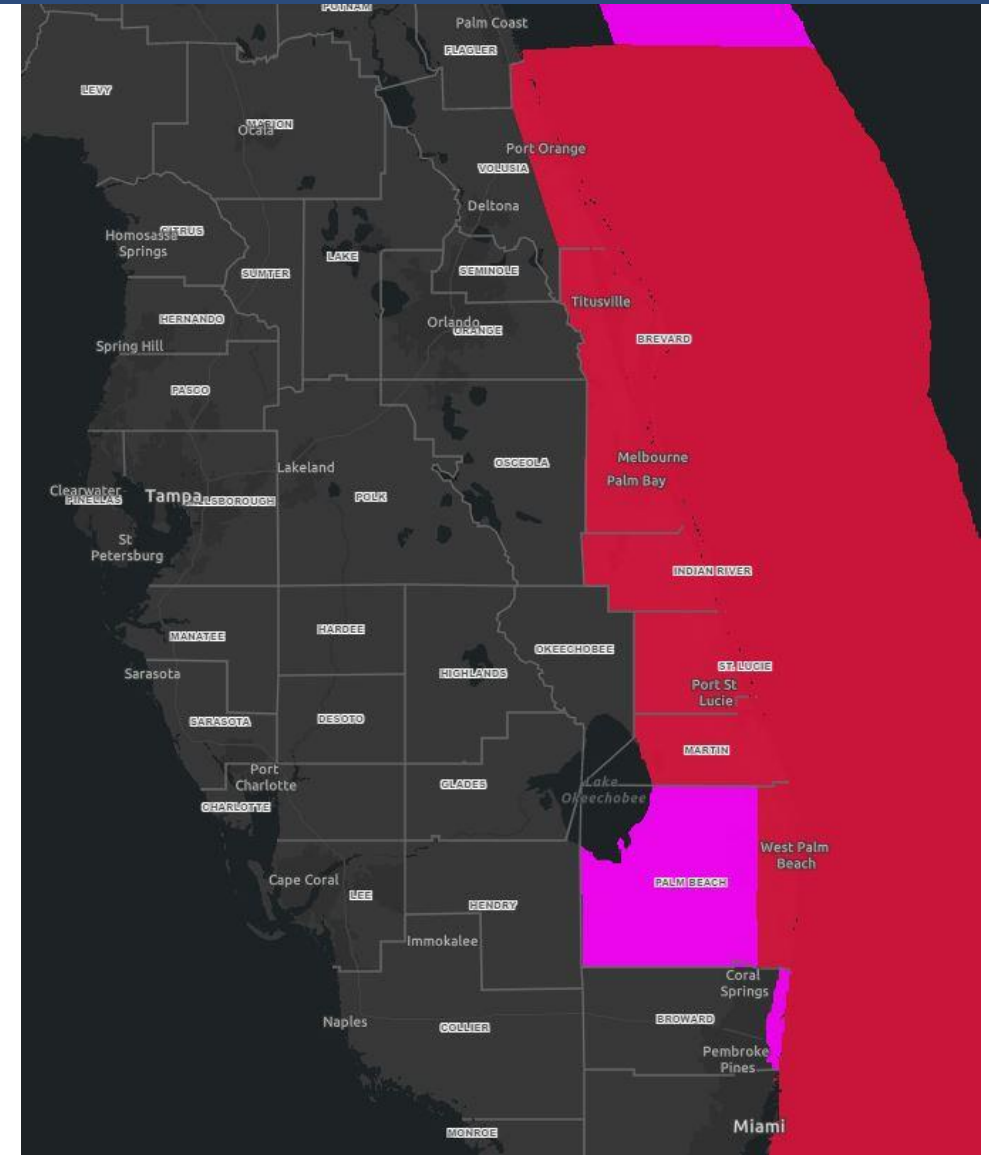 PUTNAM
Palm Coast
FLAGLER
LEVY
MARION
Ocala
Port Orange
VOLUSIA
Deltona
CITRUS
Homosassa
Springs
LAKE
SUMTER
SEMINOLE
Titusville
HERNANDO
Orlando
ORANGE
BREVARD
Spring Hill
PASCO
Melbourne
OSCEOLA
Lakeland
Palm Bay
Clearwater
PINELLAS
Tampa
POLK
St
Petersburg
INDIAN RIVER
HARDEE
MANATEE
OKEECHOBEE
ST. LUCIE
Sarasota
HIGHLANDS
Port St
Lucie
SARASOTA
DESOTO
MARTIN
Port
Charlotte
GLADES
Lake
Okeechobee
CHARLOTTE
West Palm
Beach
Cape Coral
LEE
PALM BEACH
HENDRY
Immokalee
Coral
Springs
Naples
COLLIER
BROWARD
Pembroke
Pines
Miami
MONROE